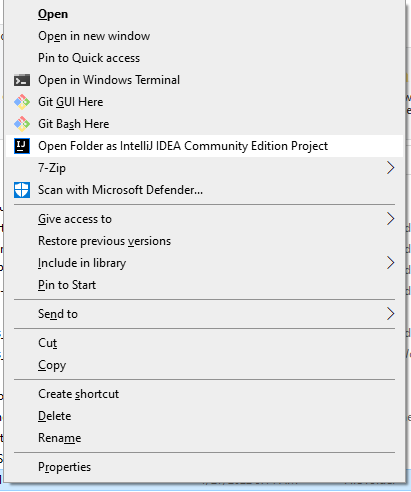 Open
Open in new window
Pin to Quick access
Open in Windows Terminal
Git GUI Here
Git Bash Here
IJ Open Folder as IntelliJ IDEA Community Edition Project
7-Zip
Scan with Microsoft Defender...
Give access to
Restore previous versions
Include in library
Pin to Start
Send to
Cut
Copy
Create shortcut
Delete
Rename
Properties